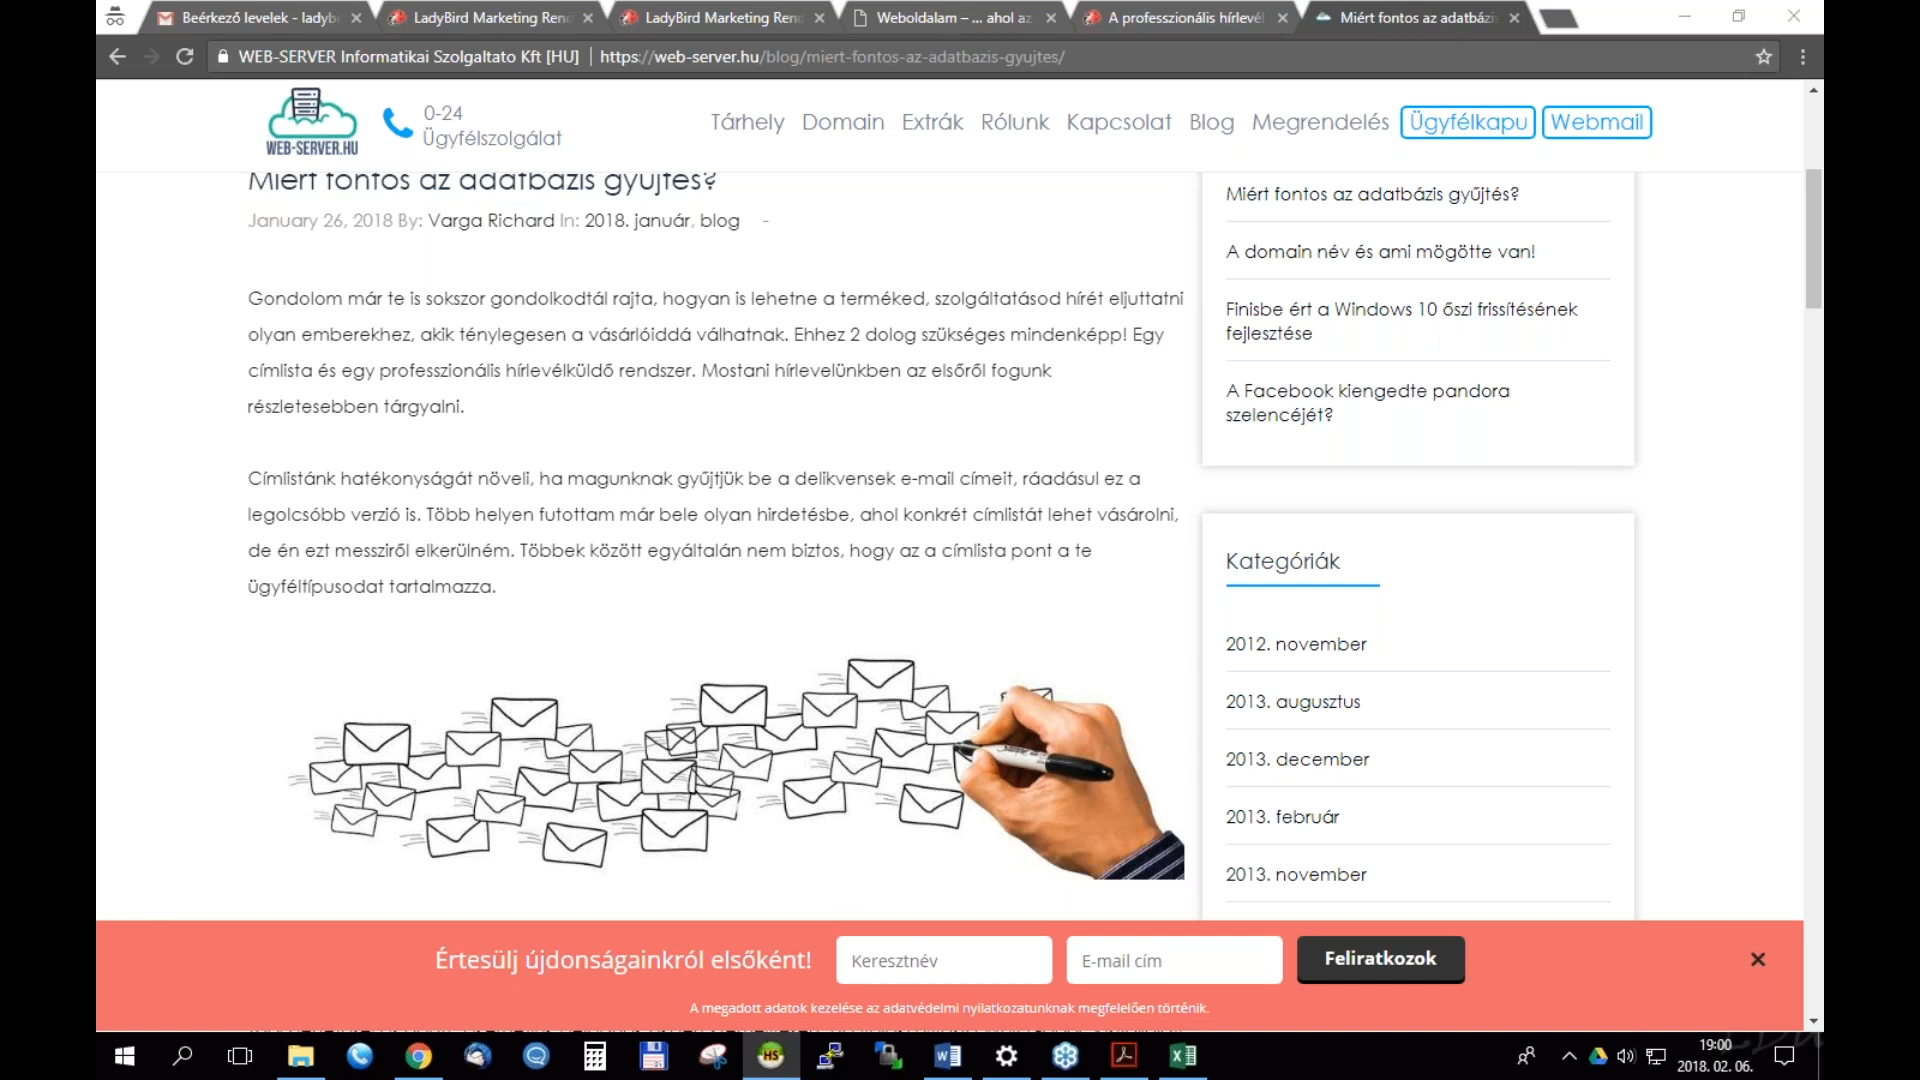 Beérkező levelek - ladybi
LadyBird Marketing Rend
LadyBird Marketing Rend
Weboldalam – ... ahol az
A professzionális hírlevél
Miért fontos az adatbázis
WEB-SERVER Informatikai Szolgaltato Kft [HU]
https://web-server.hu/blog/miert-fontos-az-adatbazis-gyujtes/
WEB-SERVER.HU
0-24
Ügyfélszolgálat
Tárhely Domain Extrák Rólunk Kapcsolat Blog Megrendelés Ügyfélkapu Webmail
Miért fontos az adatbázis gyűjtés?
January 26, 2018 By: Varga Richard In: 2018. január, blog -
Gondolom már te is sokszor gondolkodtál rajta, hogyan is lehetne a terméked, szolgáltatásod hírét eljuttatni
olyan emberekhez, akik ténylegesen a vásárlóiddá válhatnak. Ehhez 2 dolog szükséges mindenképp! Egy
címlista és egy professzionális hírlevélküldő rendszer. Mostani hírlevelünkben az elsőről fogunk
részletesebben tárgyalni.
Címlistánk hatékonyságát növeli, ha magunknak gyűjtjük be a delikvensek e-mail címeit, ráadásul ez a
legolcsóbb verzió is. Több helyen futottam már bele olyan hirdetésbe, ahol konkrét címlistát lehet vásárolni,
de én ezt messziről elkerülném. Többek között egyáltalán nem biztos, hogy az a címlista pont a te
ügyféltípusodat tartalmazza.
Miért fontos az adatbázis gyűjtés?
A domain név és ami mögötte van!
Finisbe ért a Windows 10 őszi frissítésének
fejlesztése
A Facebook kiengedte pandora
szelencéjét?
Kategóriák
2012. november
2013. augusztus
2013. december
2013. február
2013. november
Értesülj újdonságainkról elsőként!
Keresztnév
E-mail cím
Feliratkozok
A megadott adatok kezelése az adatvédelmi nyilatkozatunknak megfelelően történik.
HS
19:00
2018. 02. 06.